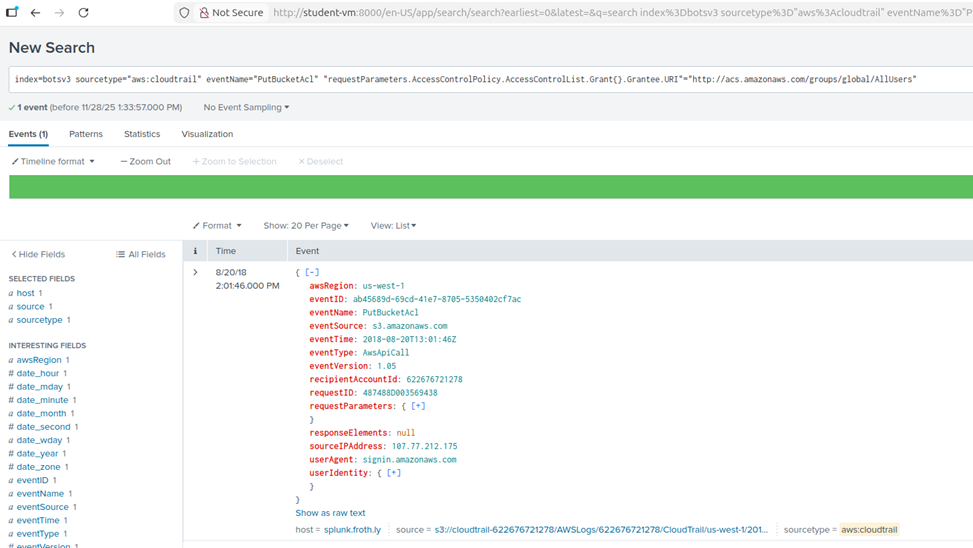 Not Secure http://student-vm:8000/en-US/app/search/search?earliest=0&latest=&q=search index%3Dbotsv3 sourcetype%3D"aws%3Acloudtrail" eventName%3D"P
New Search
index=botsv3 sourcetype="aws:cloudtrail" eventName="PutBucketAcl" "requestParameters.AccessControlPolicy.AccessControlList.Grant{}.Grantee.URI"="http://acs.amazonaws.com/groups/global/AllUsers"
1 event (before 11/28/25 1:33:57.000 PM) No Event Sampling
Events (1) Patterns Statistics Visualization
Timeline format Zoom Out + Zoom to Selection × Deselect
Format Show: 20 Per Page View: List
Hide Fields All Fields
i Time Event
SELECTED FIELDS
a host 1
a source 1
a sourcetype 1
INTERESTING FIELDS
a awsRegion 1
# date_hour 1
# date_mday 1
# date_minute 1
a date_month 1
# date_second 1
a date_wday 1
# date_year 1
# date_zone 1
a eventID 1
a eventName 1
a eventSource 1
a eventTime 1
a eventType 1
a eventVersion 1
8/20/18
2:01:46.000 PM
{ [-]
awsRegion: us-west-1
eventID: ab45689d-69cd-41e7-8705-5350402cf7ac
eventName: PutBucketAcl
eventSource: s3.amazonaws.com
eventTime: 2018-08-20T13:01:46Z
eventType: AwsApiCall
eventVersion: 1.05
recipientAccountId: 622676721278
requestID: 487488D003569438
requestParameters: { [+]
}
responseElements: null
sourceIPAddress: 107.77.212.175
userAgent: signin.amazonaws.com
userIdentity: { [+]
}
}
Show as raw text
host = splunk.froth.ly source = s3://cloudtrail-622676721278/AWSLogs/622676721278/CloudTrail/us-west-1/201... sourcetype = aws:cloudtrail